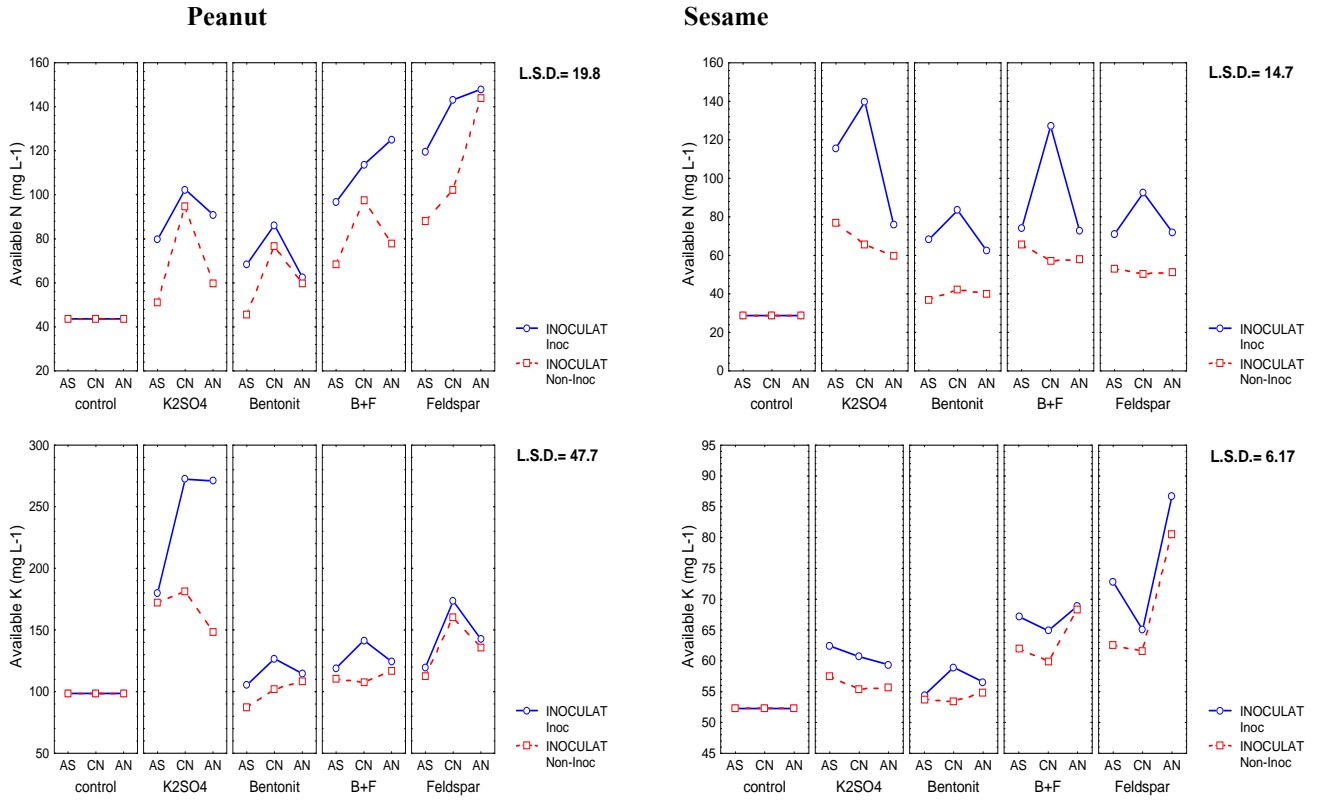 Peanut
Sesame
L.S.D.= 19.8
Available N (mg L-1)
160
140
120
100
80
60
40
20
AS CN AN AS CN AN AS CN AN AS CN AN AS CN AN
control K2SO4 Bentonit B+F Feldspar
INOCULAT
Inoc
INOCULAT
Non-Inoc
L.S.D.= 14.7
Available N (mg L-1)
160
140
120
100
80
60
40
20
0
AS CN AN AS CN AN AS CN AN AS CN AN AS CN AN
control K2SO4 Bentonit B+F Feldspar
INOCULAT
Inoc
INOCULAT
Non-Inoc
L.S.D.= 47.7
Available K (mg L-1)
300
250
200
150
100
50
AS CN AN AS CN AN AS CN AN AS CN AN AS CN AN
control K2SO4 Bentonit B+F Feldspar
INOCULAT
Inoc
INOCULAT
Non-Inoc
L.S.D.= 6.17
Available K (mg L-1)
95
90
85
80
75
70
65
60
55
50
45
AS CN AN AS CN AN AS CN AN AS CN AN AS CN AN
control K2SO4 Bentonit B+F Feldspar
INOCULAT
Inoc
INOCULAT
Non-Inoc